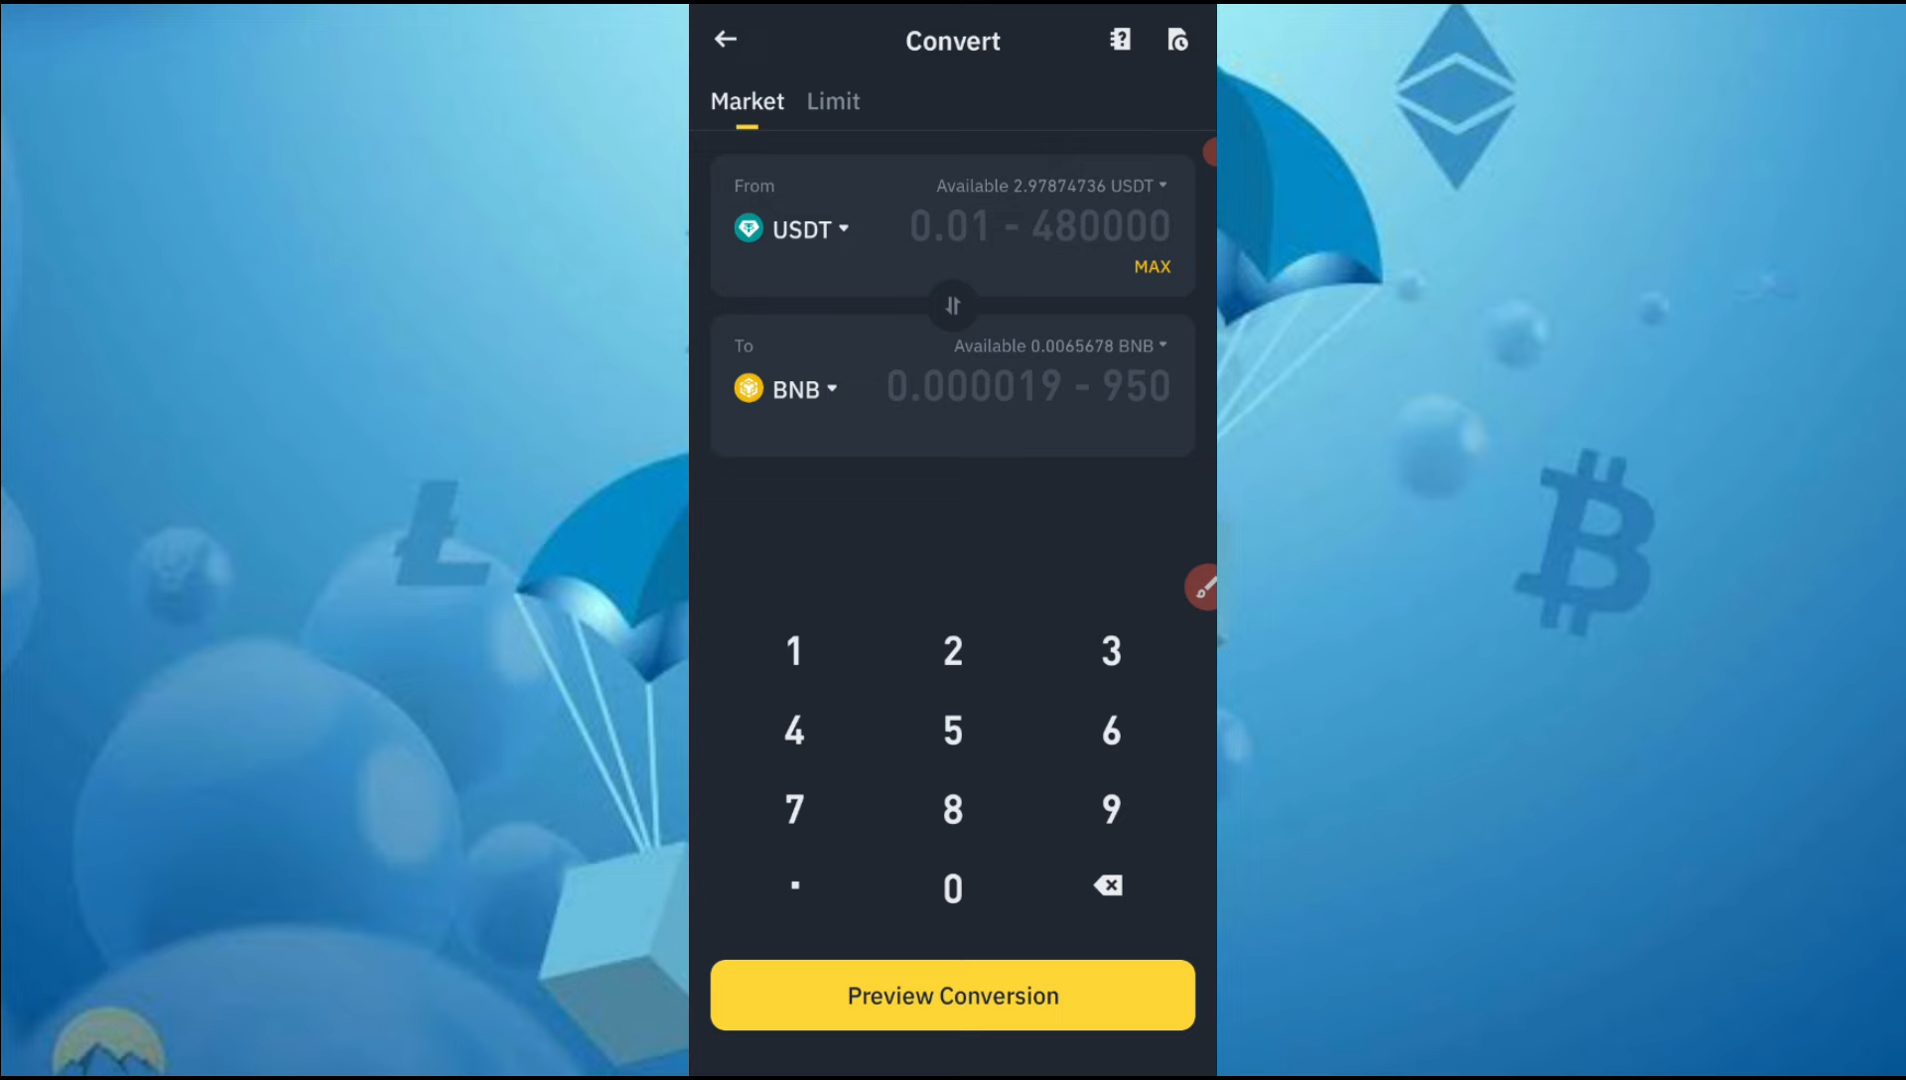 Convert
Market Limit
From Available 2.97874736 USDT
USDT 0.01 - 480000
MAX
To Available 0.0065678 BNB
BNB 0.000019 - 950
1 2 3
4 5 6
7 8 9
. 0
Preview Conversion